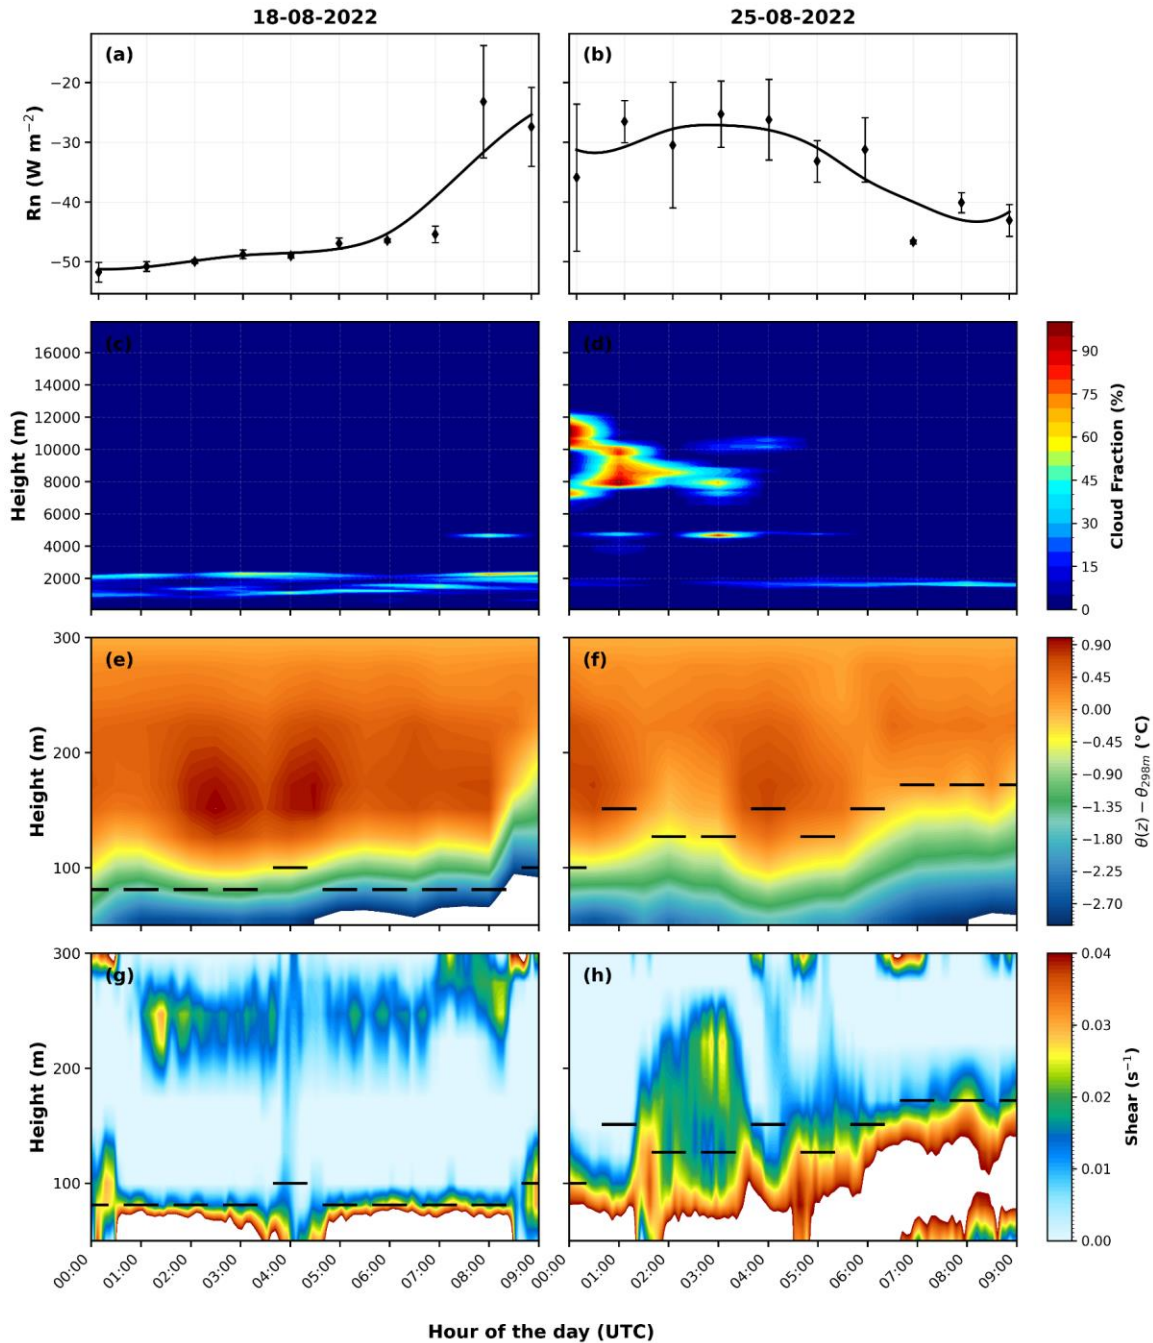 18-08-2022
25-08-2022
(a)
(b)
Rn (W m⁻²)
−20
−30
−40
−50
(c)
(d)
Height (m)
16000
14000
12000
10000
8000
6000
4000
2000
Cloud Fraction (%)
90
75
60
45
30
15
0
(e)
(f)
Height (m)
300
200
100
θ(z) − θ298m (°C)
0.90
0.45
0.00
−0.45
−0.90
−1.35
−1.80
−2.25
−2.70
(g)
(h)
Height (m)
300
200
100
Shear (s⁻¹)
0.04
0.03
0.02
0.01
0.00
00:00 01:00 02:00 03:00 04:00 05:00 06:00 07:00 08:00 09:00
00:00 01:00 02:00 03:00 04:00 05:00 06:00 07:00 08:00 09:00
Hour of the day (UTC)